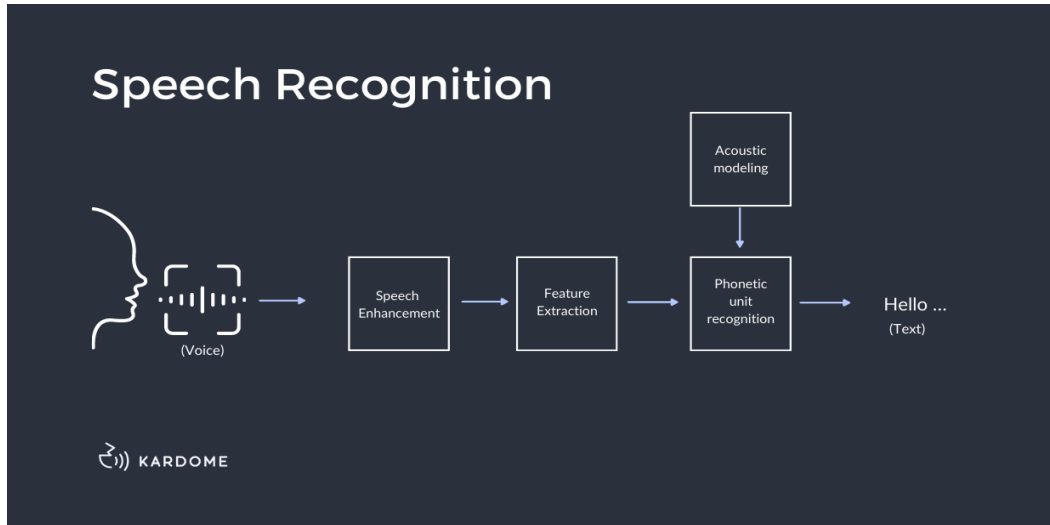 Speech Recognition
Acoustic
modeling
(Voice)
Speech
Enhancement
Feature
Extraction
Phonetic
unit
recognition
Hello ...
(Text)
KARDOME